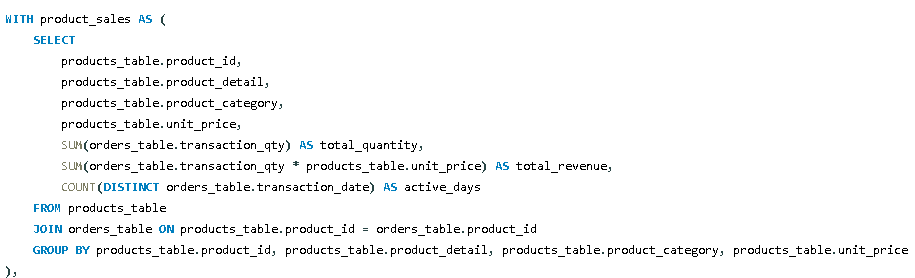 WITH product_sales AS (
SELECT
products_table.product_id,
products_table.product_detail,
products_table.product_category,
products_table.unit_price,
SUM(orders_table.transaction_qty) AS total_quantity,
SUM(orders_table.transaction_qty * products_table.unit_price) AS total_revenue,
COUNT(DISTINCT orders_table.transaction_date) AS active_days
FROM products_table
JOIN orders_table ON products_table.product_id = orders_table.product_id
GROUP BY products_table.product_id, products_table.product_detail, products_table.product_category, products_table.unit_price
),